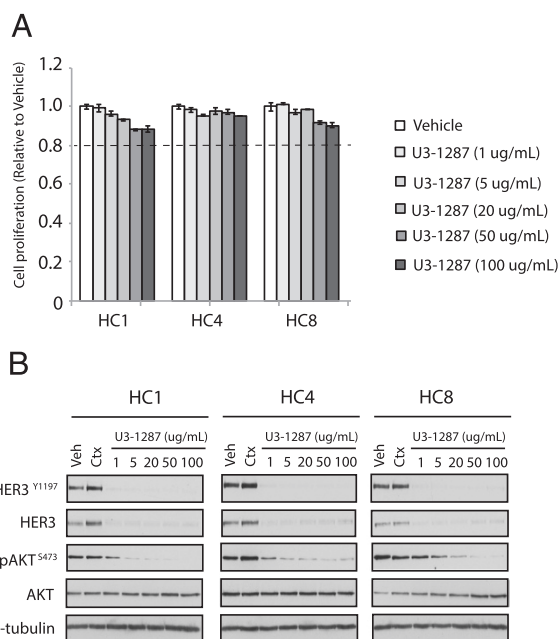 A
Cell proliferation (Relative to Vehicle)
1.2
1.0
0.8
0.6
0.4
0.2
0
HC1 HC4 HC8
Vehicle
U3-1287 (1 ug/mL)
U3-1287 (5 ug/mL)
U3-1287 (20 ug/mL)
U3-1287 (50 ug/mL)
U3-1287 (100 ug/mL)
B
HC1 HC4 HC8
Veh Ctx U3-1287 (ug/mL) Veh Ctx U3-1287 (ug/mL) Veh Ctx U3-1287 (ug/mL)
1 5 20 50 100 1 5 20 50 100 1 5 20 50 100
HER3 Y1197
HER3
pAKT S473
AKT
-tubulin